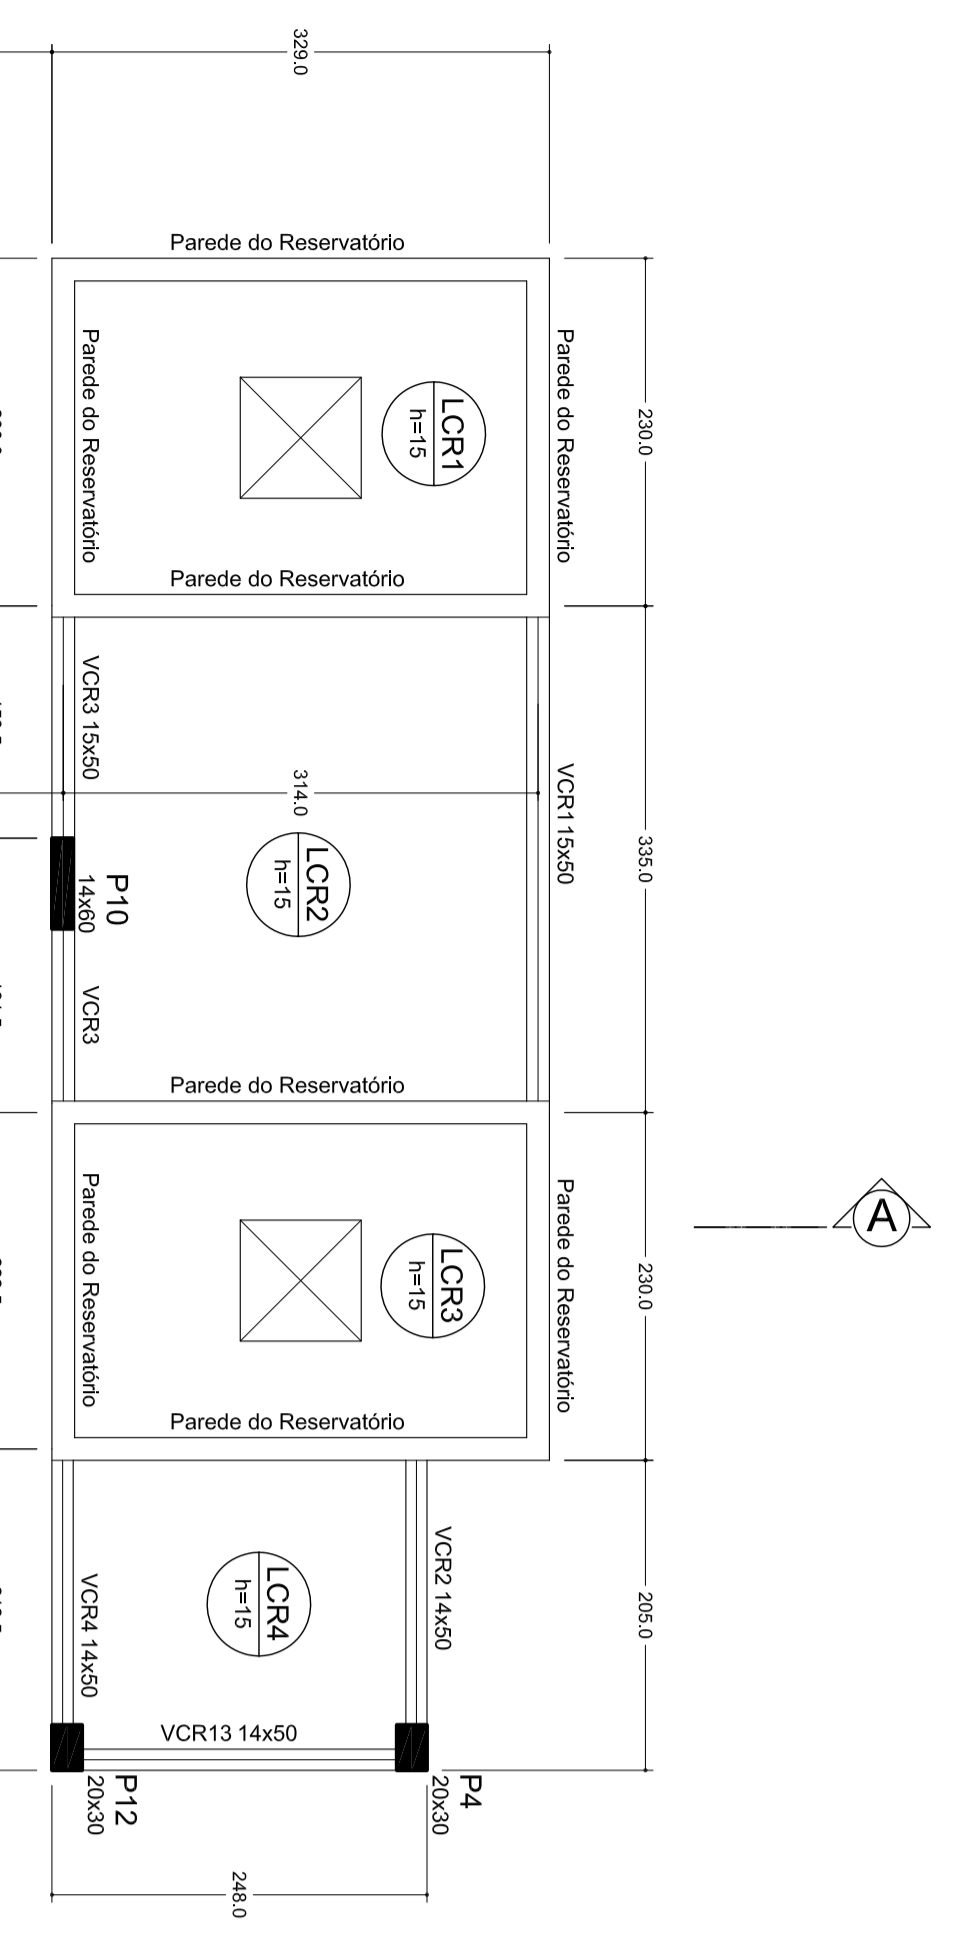 329.0
Parede do Reservatório
Parede do Reservatório
Parede do Reservatório
230.0
LCR1
h=15
Parede do Reservatório
VCR3 15x50
314.0
VCR115x50
335.0
LCR2
h=15
P10
14x60
VCR3
Parede do Reservatório
Parede do Reservatório
Parede do Reservatório
A
230.0
LCR3
h=15
Parede do Reservatório
VCR2 14x50
LCR4
h=15
205.0
VCR4 14x50
VCR13 14x50
P12
20x30
P4
20x30
248.0